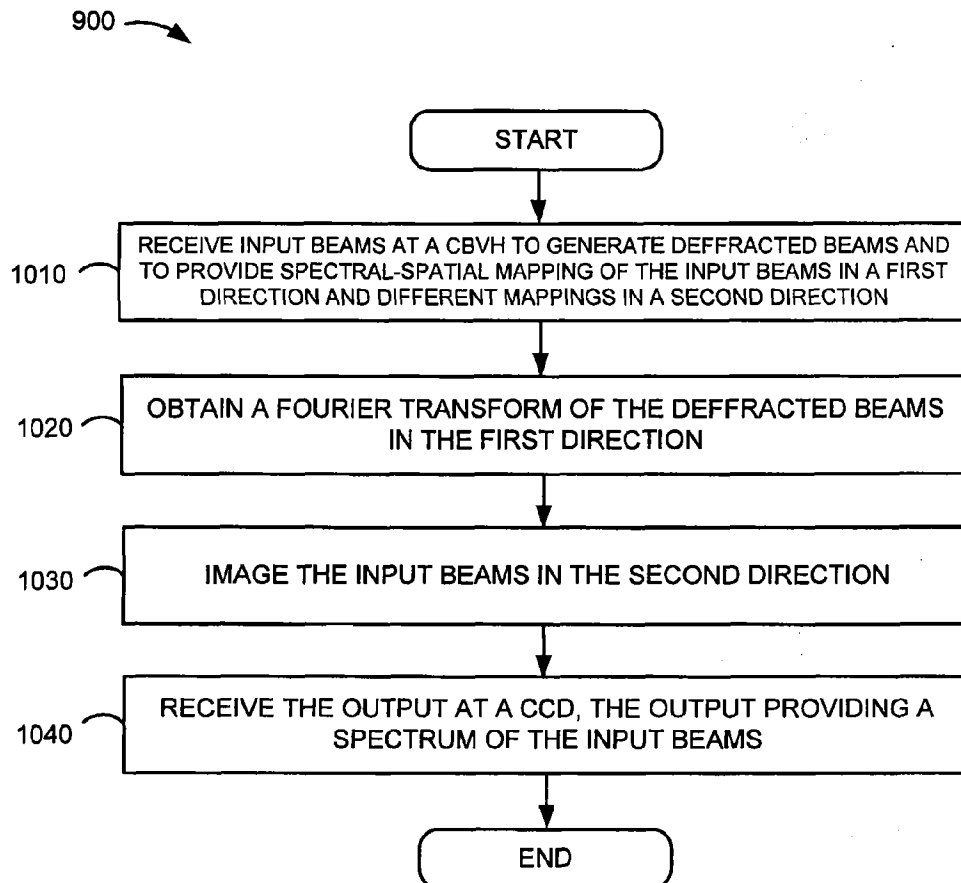 900
START
1010
RECEIVE INPUT BEAMS AT A CBVH TO GENERATE DEFFRACTED BEAMS AND
TO PROVIDE SPECTRAL-SPATIAL MAPPING OF THE INPUT BEAMS IN A FIRST
DIRECTION AND DIFFERENT MAPPINGS IN A SECOND DIRECTION
1020
OBTAIN A FOURIER TRANSFORM OF THE DEFFRACTED BEAMS
IN THE FIRST DIRECTION
1030
IMAGE THE INPUT BEAMS IN THE SECOND DIRECTION
1040
RECEIVE THE OUTPUT AT A CCD, THE OUTPUT PROVIDING A
SPECTRUM OF THE INPUT BEAMS
END